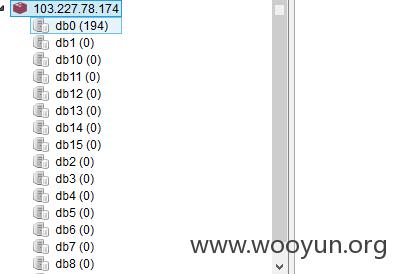 103.227.78.174
db0 (194)
db1 (0)
db10 (0)
db11 (0)
db12 (0)
db13 (0)
db14 (0)
db15 (0)
db2 (0)
db3 (0)
db4 (0)
db5 (0)
db6 (0)
db7 (0)
db8 (0)
www.wooyun.org